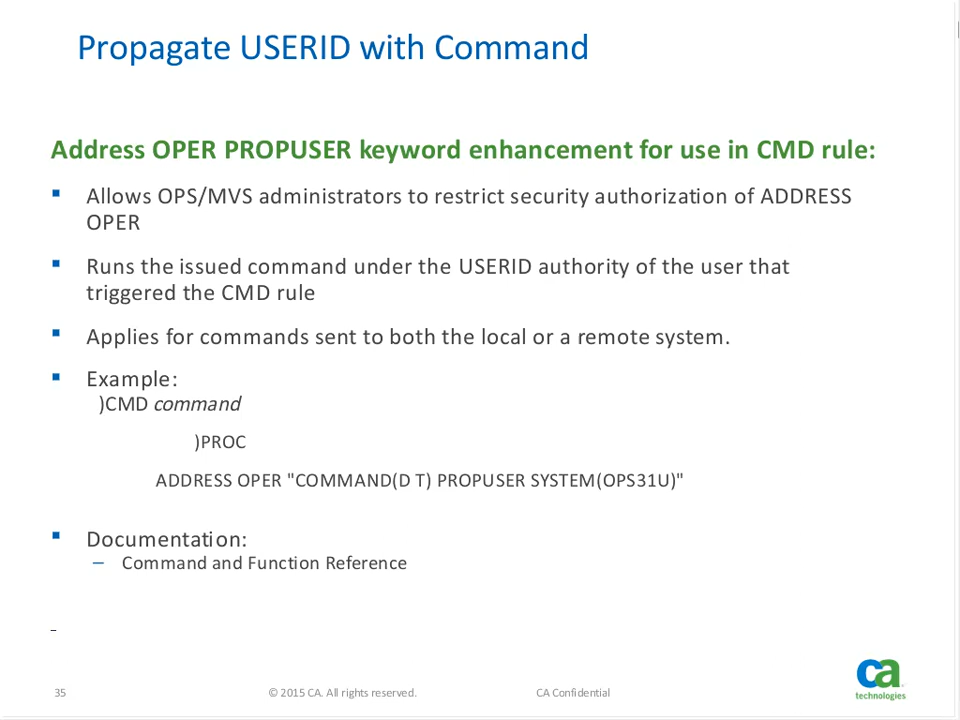 Propagate USERID with Command
Address OPER PROPUSER keyword enhancement for use in CMD rule:
▪ Allows OPS/MVS administrators to restrict security authorization of ADDRESS
OPER
▪ Runs the issued command under the USERID authority of the user that
triggered the CMD rule
▪ Applies for commands sent to both the local or a remote system.
▪ Example:
)CMD command
)PROC
ADDRESS OPER "COMMAND(D T) PROPUSER SYSTEM(OPS31U)"
▪ Documentation:
– Command and Function Reference
–
35 © 2015 CA. All rights reserved. CA Confidential
ca
technologies